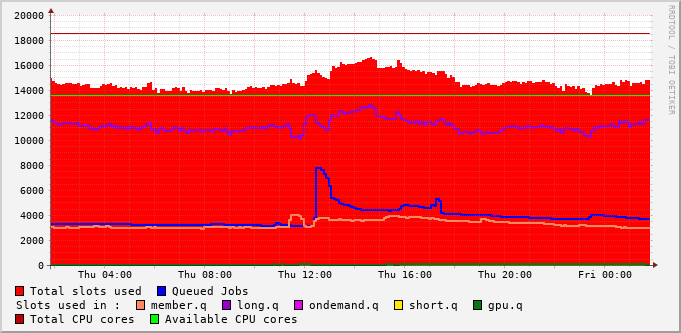 20000
18000
16000
14000
12000
10000
8000
6000
4000
2000
0
Thu 04:00 Thu 08:00 Thu 12:00 Thu 16:00 Thu 20:00 Fri 00:00
Total slots used Queued Jobs
Slots used in : member.q long.q ondemand.q short.q gpu.q
Total CPU cores Available CPU cores
RRDTOOL / TOBI OETIKER